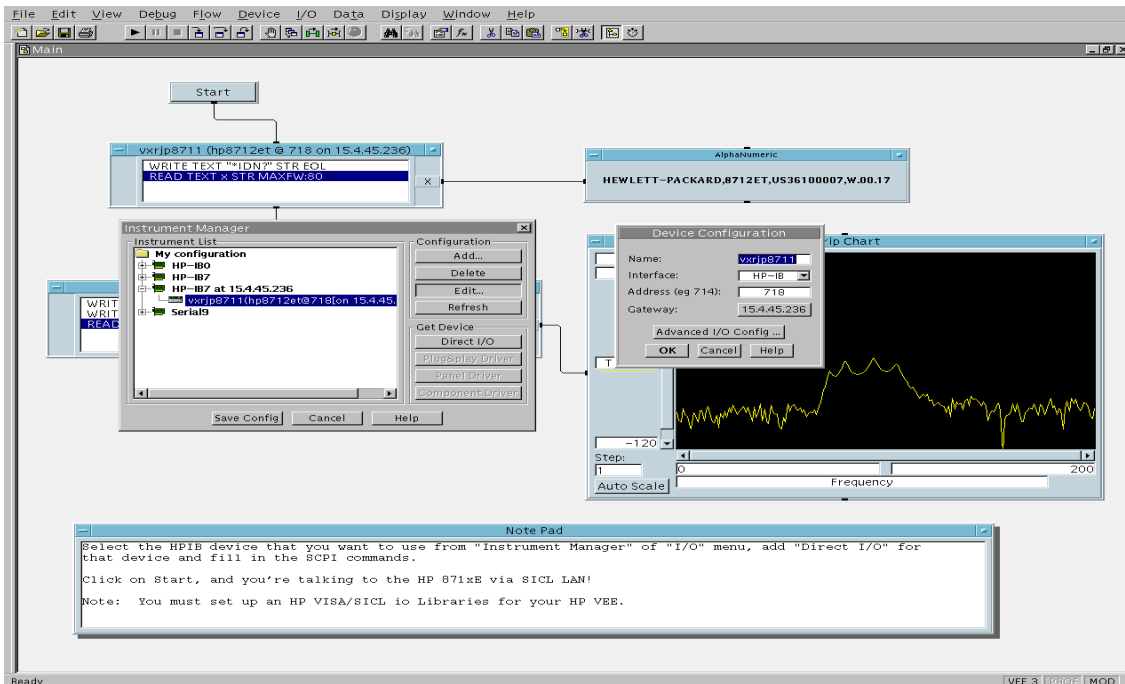 File Edit View Debug Flow Device I/O Data Display Window Help
Main
Start
vxrjp8711 (hp8712et @ 718 on 15.4.45.236)
WRITE TEXT "*IDN?" STR EOL
READ TEXT x STR MAXFW:80
X
AlphaNumeric
HEWLETT-PACKARD,8712ET,US36100007,W.00.17
Instrument Manager
Instrument List
My configuration
HP-IB0
HP-IB7
HP-IB7 at 15.4.45.236
vxrjp8711(hp8712et@718[on 15.4.45.
Serial9
Configuration
Add...
Delete
Edit...
Refresh
Get Device
Direct I/O
Plug&play Driver
Panel Driver
Component Driver
Save Config Cancel Help
WRIT
WRIT
READ
Device Configuration
Name: vxrjp8711
Interface: HP-IB
Address (eg 714): 718
Gateway: 15.4.45.236
Advanced I/O Config ...
OK Cancel Help
rip Chart
T
-120
Step:
1
0 200
Auto Scale
Frequency
Note Pad
Select the HPIB device that you want to use from "Instrument Manager" of "I/O" menu, add "Direct I/O" for
that device and fill in the SCPI commands.
Click on Start, and you're talking to the HP 871xE via SICL LAN!
Note: You must set up an HP VISA/SICL io Libraries for your HP VEE.
Ready
VEE 3 PROF MOD